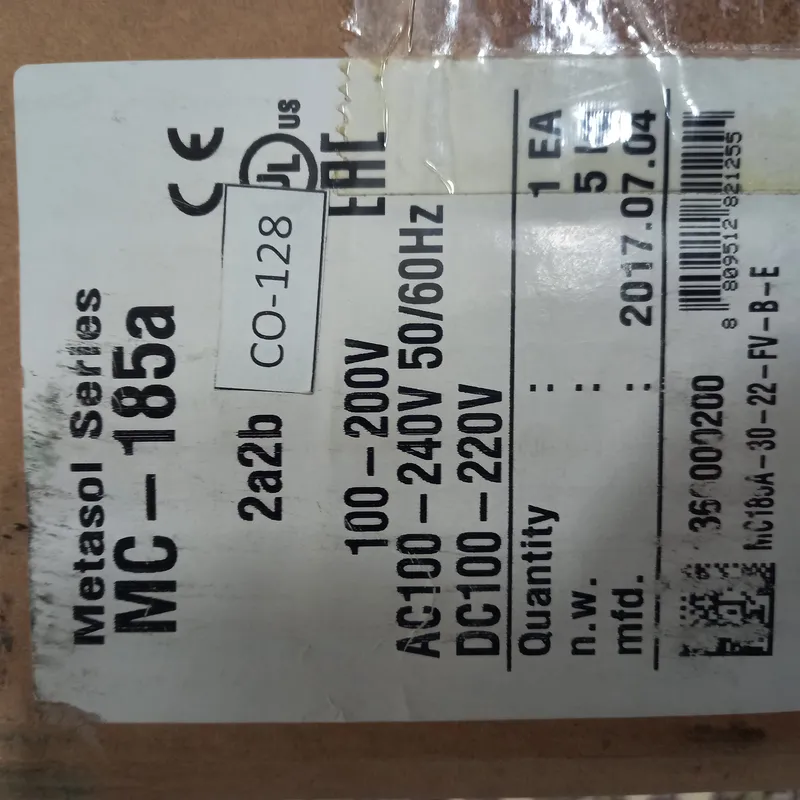 Metasol Series
MC-185a
CE
UL US
EAC
CO-128
2a2b
100-200V
AC100-240V 50/60Hz
DC100-220V
Quantity : 1 EA
n.w. : 5
mfd. : 2017.07.04
000200
8 809512 821255
-30-22-FV-B-E